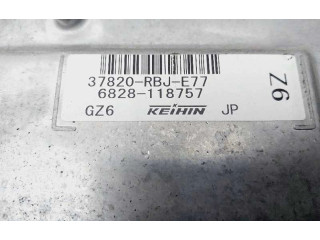 37820-RBJ-E77
6828-118757
GZ6 KEIHIN JP
Z6